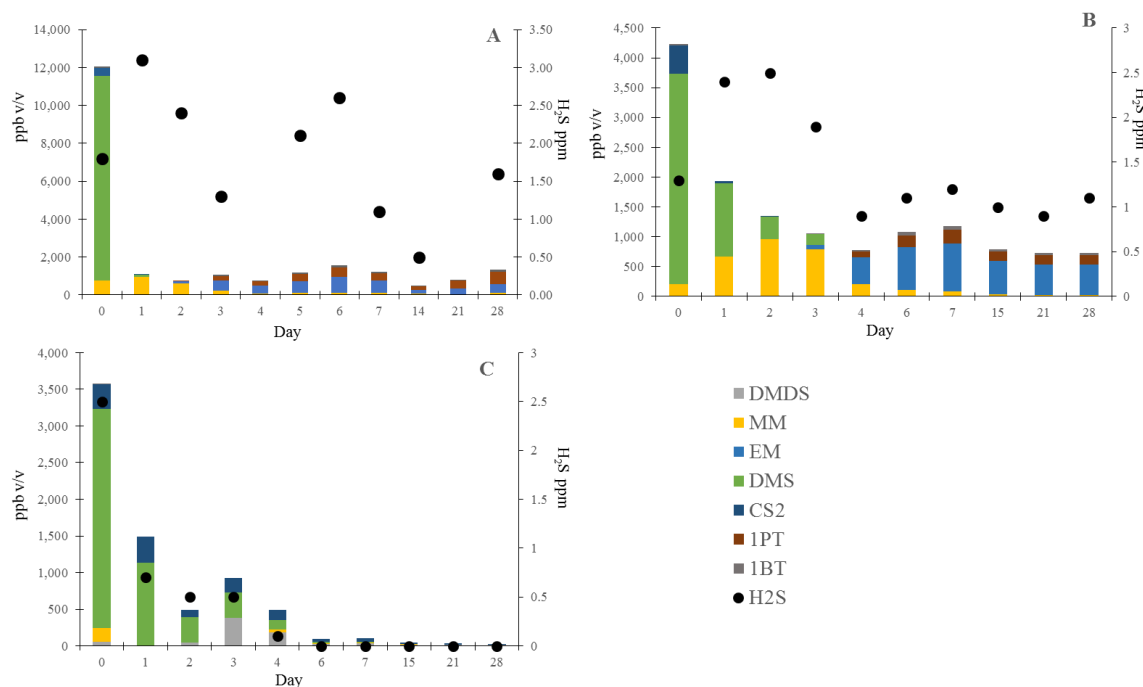 A
14,000
12,000
10,000
8,000
6,000
4,000
2,000
0
ppb v/v
3.50
3.00
2.50
2.00
1.50
1.00
0.50
0.00
H₂S ppm
0 1 2 3 4 5 6 7 14 21 28
Day
B
4,500
4,000
3,500
3,000
2,500
2,000
1,500
1,000
500
0
ppb v/v
3
2.5
2
1.5
1
0.5
0
H₂S ppm
0 1 2 3 4 6 7 15 21 28
Day
C
4,000
3,500
3,000
2,500
2,000
1,500
1,000
500
0
ppb v/v
3
2.5
2
1.5
1
0.5
0
H₂S ppm
0 1 2 3 4 6 7 15 21 28
Day
DMDS
MM
EM
DMS
CS2
1PT
1BT
H2S